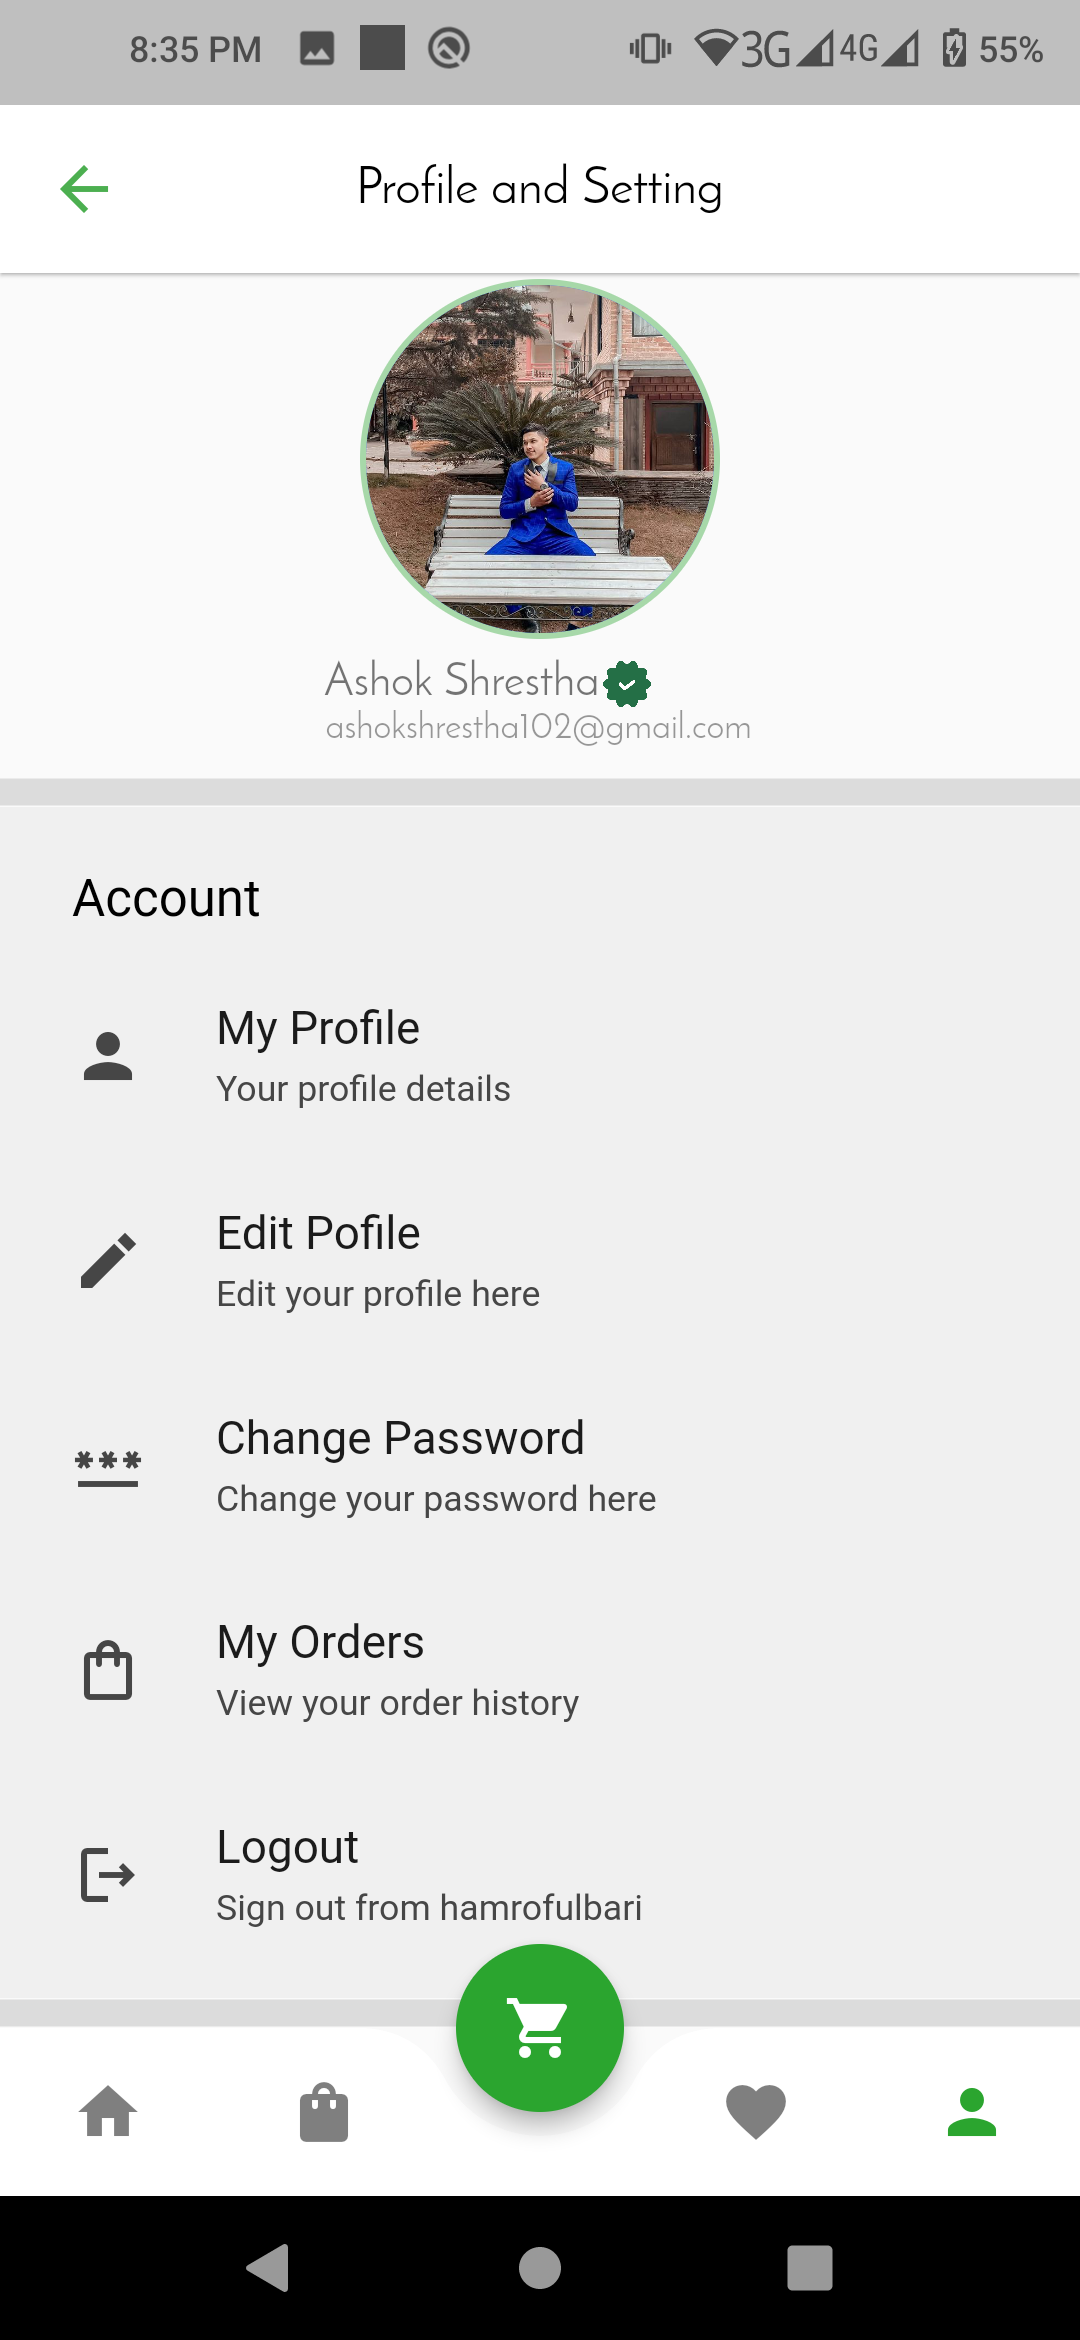 8:35 PM 3G 4G 55%
Profile and Setting
Ashok Shrestha
ashokshrestha102@gmail.com
Account
My Profile
Your profile details
Edit Pofile
Edit your profile here
***
Change Password
Change your password here
My Orders
View your order history
Logout
Sign out from hamrofulbari